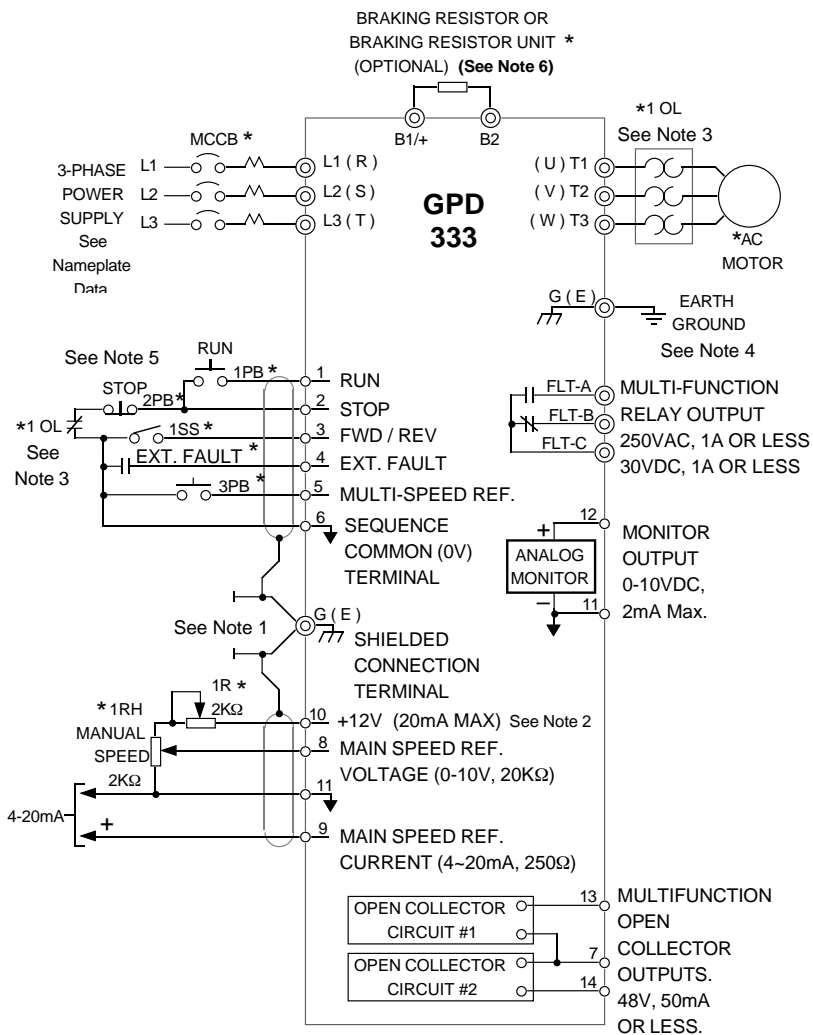 BRAKING RESISTOR OR
BRAKING RESISTOR UNIT *
(OPTIONAL) (See Note 6)
B1/+
B2
*1 OL
See Note 3
MCCB *
3-PHASE
POWER
SUPPLY
See
Nameplate
Data
L1
L2
L3
L1 ( R )
L2 ( S )
L3 ( T )
GPD
333
( U ) T1
( V ) T2
( W ) T3
*AC
MOTOR
G ( E )
EARTH
GROUND
See Note 4
See Note 5
RUN
1PB *
STOP
2PB *
*1 OL
See
Note 3
1SS *
EXT. FAULT *
3PB *
1 RUN
2 STOP
3 FWD / REV
4 EXT. FAULT
5 MULTI-SPEED REF.
6 SEQUENCE
COMMON (0V)
TERMINAL
FLT-A
FLT-B
FLT-C
MULTI-FUNCTION
RELAY OUTPUT
250VAC, 1A OR LESS
30VDC, 1A OR LESS
12
+
ANALOG
MONITOR
−
11
MONITOR
OUTPUT
0-10VDC,
2mA Max.
See Note 1
G ( E )
SHIELDED
CONNECTION
TERMINAL
1R *
2KΩ
* 1RH
MANUAL
SPEED
2KΩ
10 +12V (20mA MAX) See Note 2
8 MAIN SPEED REF.
VOLTAGE (0-10V, 20KΩ)
11
4-20mA
+
9 MAIN SPEED REF.
CURRENT (4~20mA, 250Ω)
OPEN COLLECTOR
CIRCUIT #1
OPEN COLLECTOR
CIRCUIT #2
13
7
14
MULTIFUNCTION
OPEN
COLLECTOR
OUTPUTS.
48V, 50mA
OR LESS.